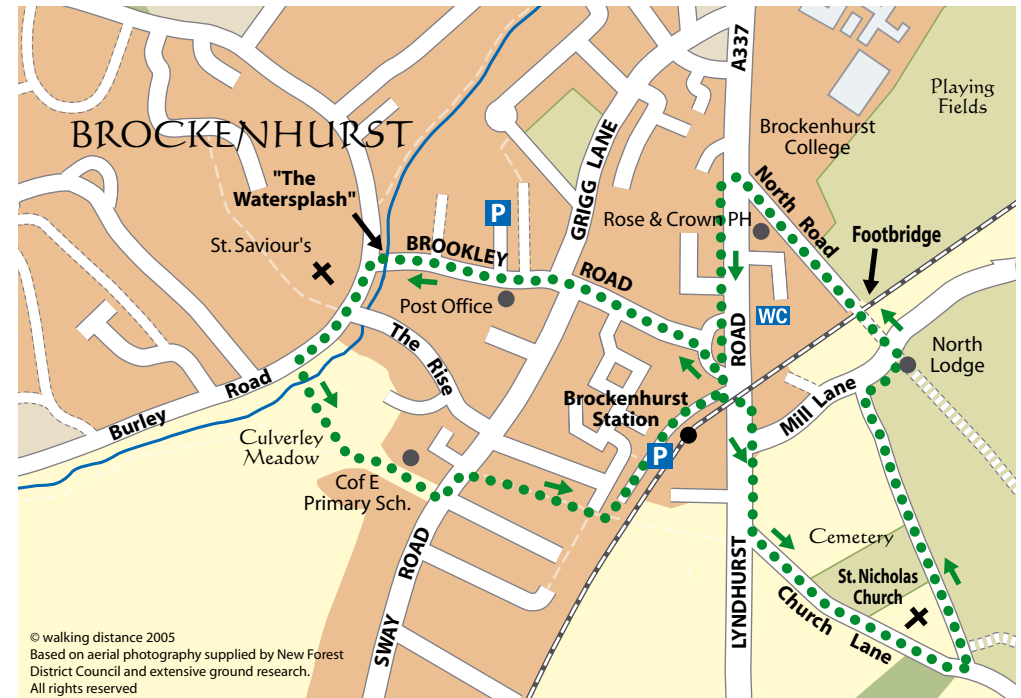 A337
Playing
Fields
BROCKENHURST
GRIGG LANE
Brockenhurst
College
"The
Watersplash"
North Road
P
Rose & Crown PH
Footbridge
St. Saviour's
BROOKLEY
ROAD
Post Office
WC
ROAD
The Rise
North
Lodge
Brockenhurst
Station
Mill Lane
Burley Road
P
Culverley
Meadow
C of E
Primary Sch.
Cemetery
LYNDHURST
St. Nicholas
Church
Church Lane
SWAY ROAD
© walking distance 2005
Based on aerial photography supplied by New Forest
District Council and extensive ground research.
All rights reserved